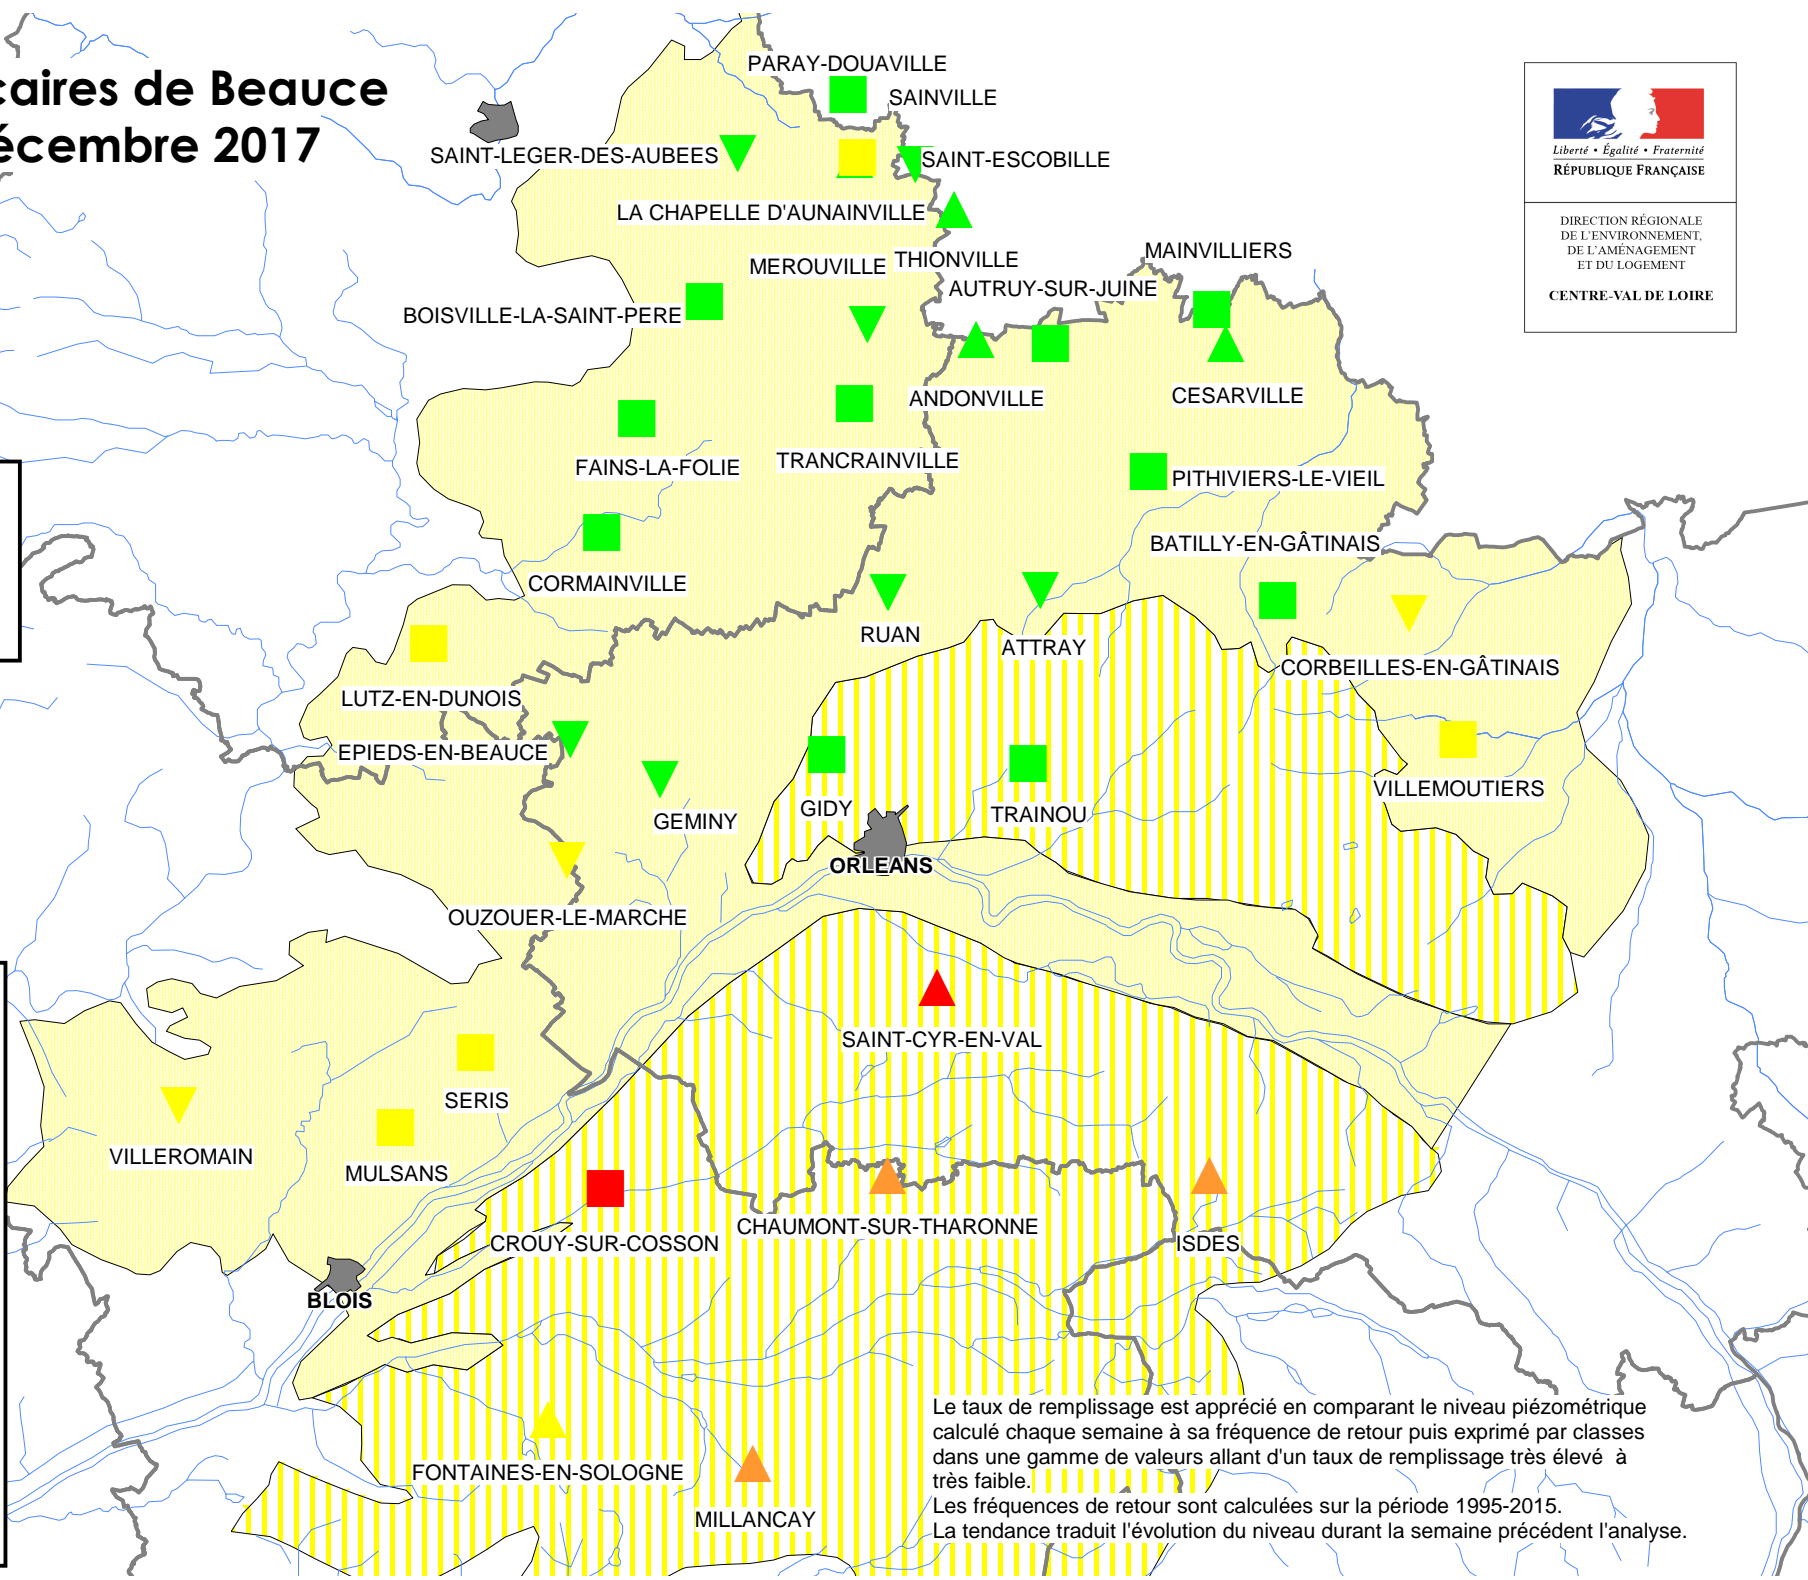 caires de Beauce
écembre 2017
PARAY-DOUAVILLE
SAINVILLE
SAINT-LEGER-DES-AUBEES
SAINT-ESCOBILLE
LA CHAPELLE D'AUNAINVILLE
THIONVILLE
MEROUVILLE
MAINVILLIERS
AUTRUY-SUR-JUINE
BOISVILLE-LA-SAINT-PERE
ANDONVILLE
CESARVILLE
FAINS-LA-FOLIE
TRANCRAINVILLE
PITHIVIERS-LE-VIEIL
BATILLY-EN-GÂTINAIS
CORMAINVILLE
RUAN
ATTRAY
CORBEILLES-EN-GÂTINAIS
LUTZ-EN-DUNOIS
EPIEDS-EN-BEAUCE
VILLEMOUTIERS
GEMINY
GIDY
TRAINOU
ORLEANS
OUZOUER-LE-MARCHE
SAINT-CYR-EN-VAL
SERIS
VILLEROMAIN
MULSANS
CHAUMONT-SUR-THARONNE
CROUY-SUR-COSSON
ISDES
BLOIS
FONTAINES-EN-SOLOGNE
MILLANCAY
Liberté • Égalité • Fraternité
RÉPUBLIQUE FRANÇAISE
DIRECTION RÉGIONALE
DE L'ENVIRONNEMENT,
DE L'AMÉNAGEMENT
ET DU LOGEMENT
CENTRE-VAL DE LOIRE
Le taux de remplissage est apprécié en comparant le niveau piézométrique
calculé chaque semaine à sa fréquence de retour puis exprimé par classes
dans une gamme de valeurs allant d'un taux de remplissage très élevé à
très faible.
Les fréquences de retour sont calculées sur la période 1995-2015.
La tendance traduit l'évolution du niveau durant la semaine précédent l'analyse.